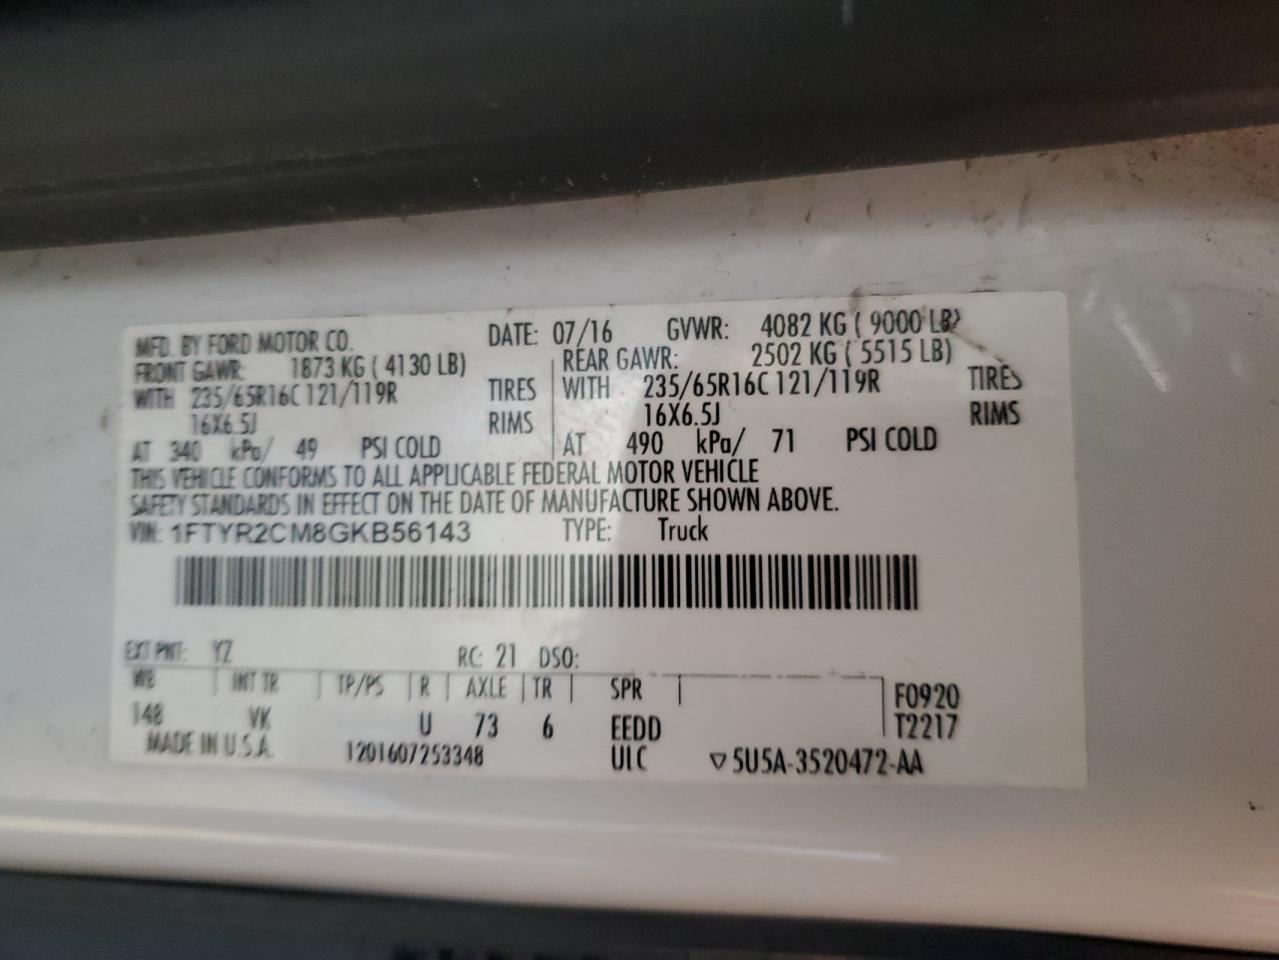 MFD. BY FORD MOTOR CO. DATE: 07/16 GVWR: 4082 KG ( 9000 LB)
FRONT GAWR: 1873 KG ( 4130 LB) REAR GAWR: 2502 KG ( 5515 LB)
WITH 235/65R16C 121/119R TIRES WITH 235/65R16C 121/119R TIRES
16X6.5J RIMS 16X6.5J RIMS
AT 340 kPa/ 49 PSI COLD AT 490 kPa/ 71 PSI COLD
THIS VEHICLE CONFORMS TO ALL APPLICABLE FEDERAL MOTOR VEHICLE
SAFETY STANDARDS IN EFFECT ON THE DATE OF MANUFACTURE SHOWN ABOVE.
VIN: 1FTYR2CM8GKB56143 TYPE: Truck
EXT PNT: YZ RC: 21 DSO:
WB INT TR TP/PS R AXLE TR SPR F0920
148 VK U 73 6 EEDD T2217
MADE IN U.S.A. 1201607253348 UIC ▽5U5A-3520472-AA